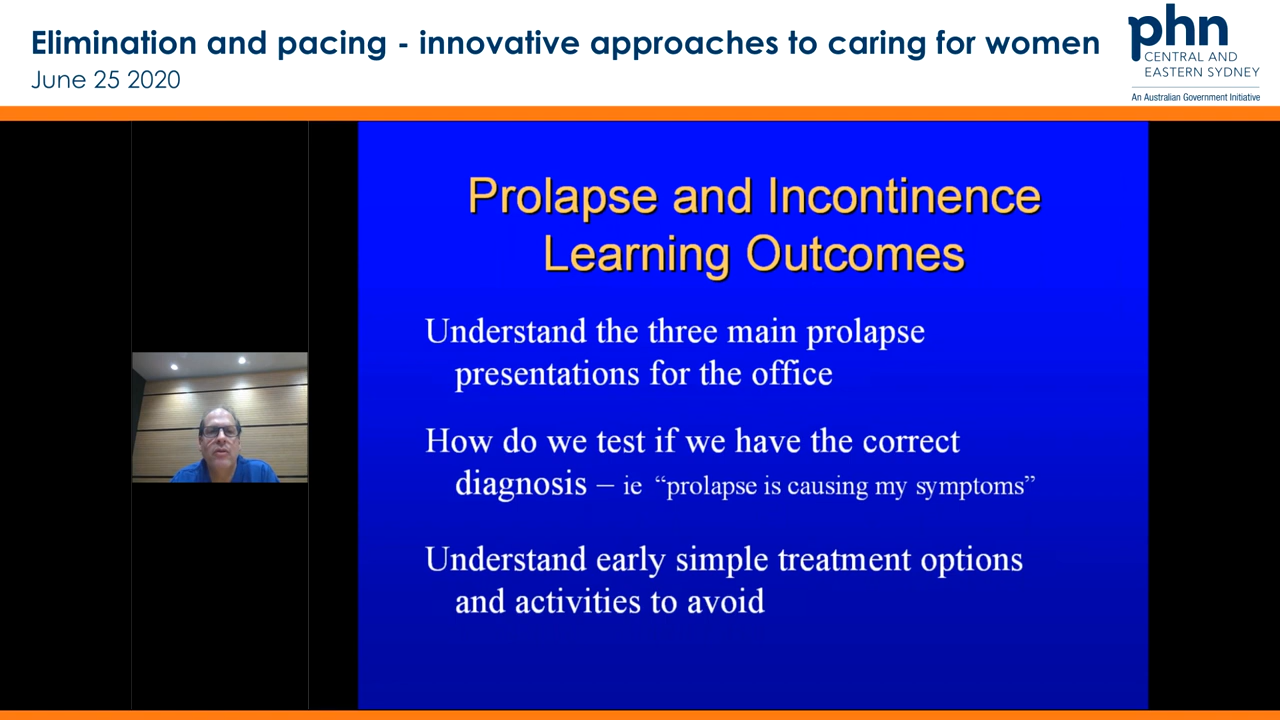 Elimination and pacing - innovative approaches to caring for women
June 25 2020
phn
CENTRAL AND
EASTERN SYDNEY
An Australian Government Initiative
Prolapse and Incontinence
Learning Outcomes
Understand the three main prolapse
presentations for the office
How do we test if we have the correct
diagnosis – ie “prolapse is causing my symptoms”
Understand early simple treatment options
and activities to avoid